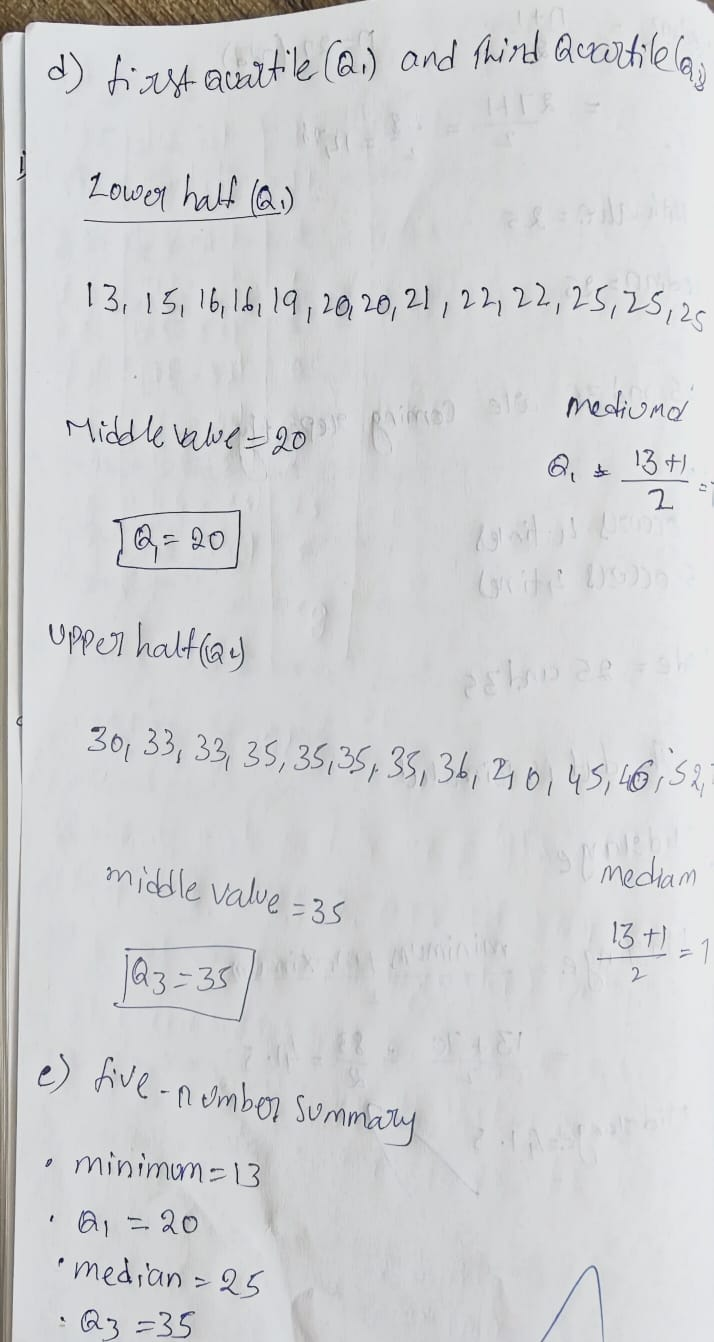 d) first quartile (Q1) and Third Quartile (Q3
Lower half (Q1)
13, 15, 16, 16, 19, 20, 20, 21, 22, 22, 25, 25, 25
Middle value = 20
Q1 = 20
Q1 = 13+1 / 2 =
Upper half (
30, 33, 33, 35, 35, 35, 35, 36, 40, 45, 46, 52,
middle value = 35
Q3 = 35
median
13+1 / 2 = 1
e) five-number summary
• minimum = 13
• Q1 = 20
• median = 25
• Q3 = 35